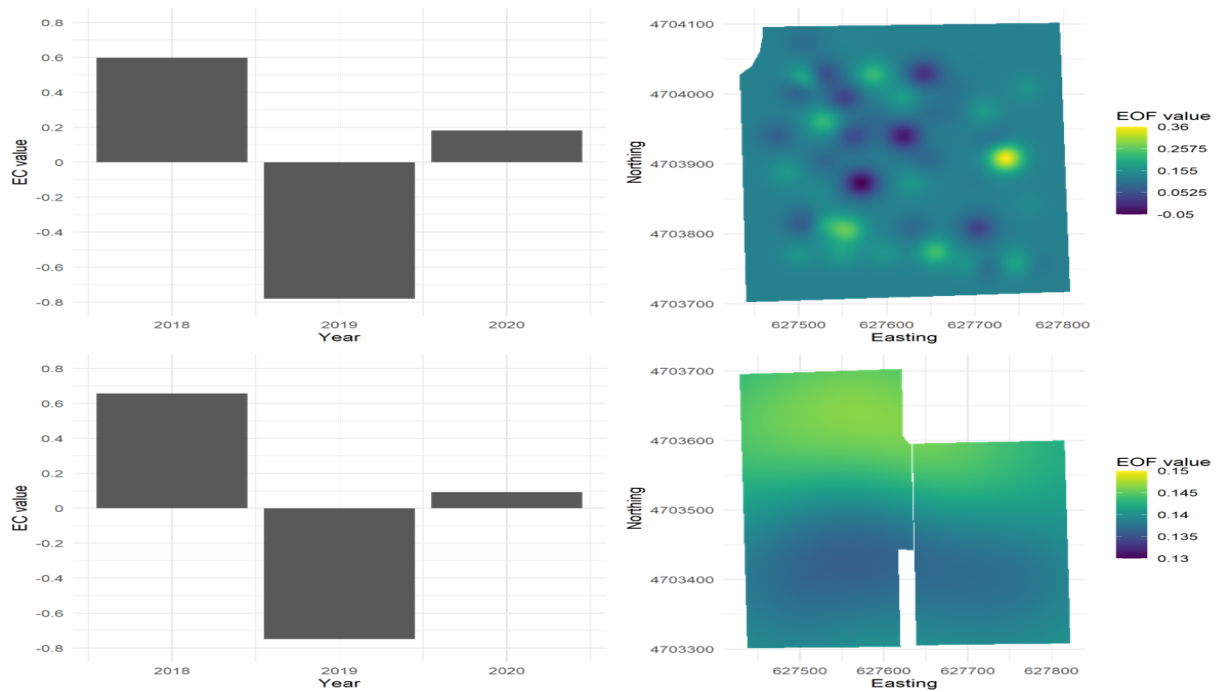 0.8
0.6
0.4
0.2
0
-0.2
-0.4
-0.6
-0.8
EC value
2018 2019 2020
Year
4704100
4704000
4703900
4703800
4703700
Northing
627500 627600 627700 627800
Easting
EOF value
0.36
0.2575
0.155
0.0525
-0.05
0.8
0.6
0.4
0.2
0
-0.2
-0.4
-0.6
-0.8
EC value
2018 2019 2020
Year
4703700
4703600
4703500
4703400
4703300
Northing
627500 627600 627700 627800
Easting
EOF value
0.15
0.145
0.14
0.135
0.13